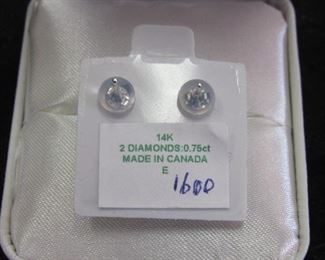 14K
2 DIAMONDS:0.75ct
MADE IN CANADA
E
1600